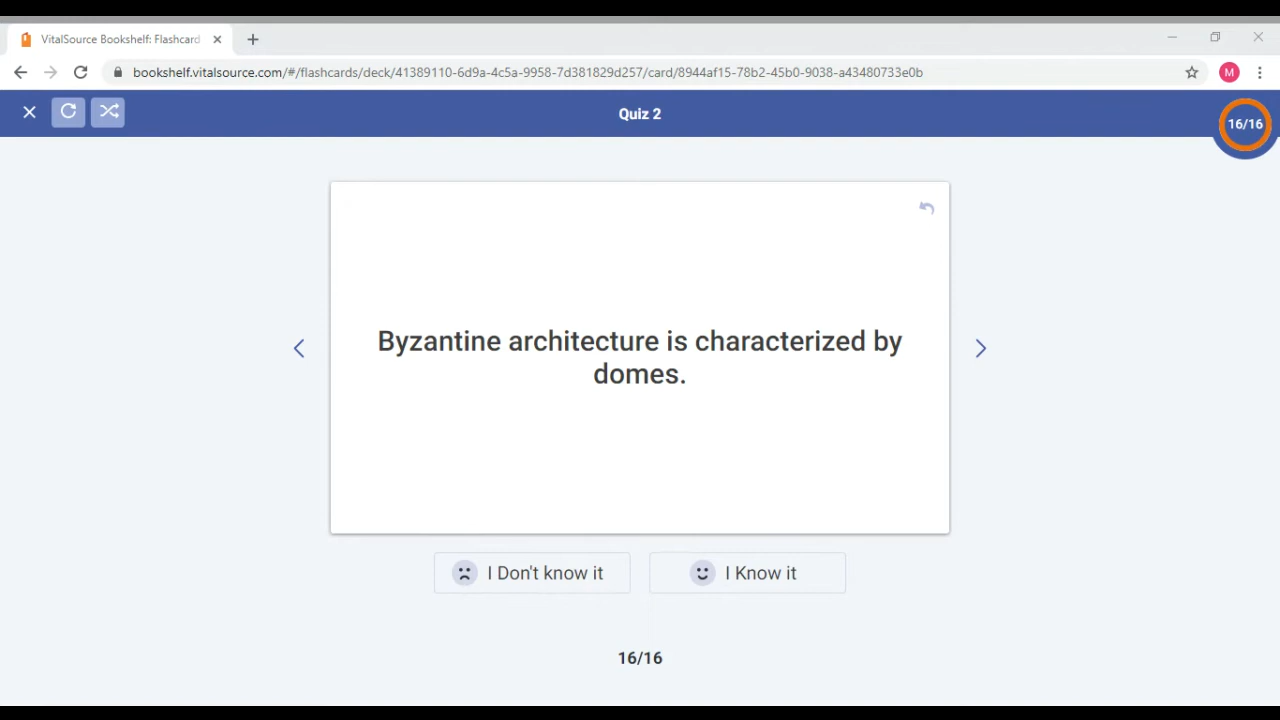 VitalSource Bookshelf: Flashcard
bookshelf.vitalsource.com/#/flashcards/deck/41389110-6d9a-4c5a-9958-7d381829d257/card/8944af15-78b2-45b0-9038-a43480733e0b
M
Quiz 2
16/16
Byzantine architecture is characterized by
domes.
I Don't know it
I Know it
16/16